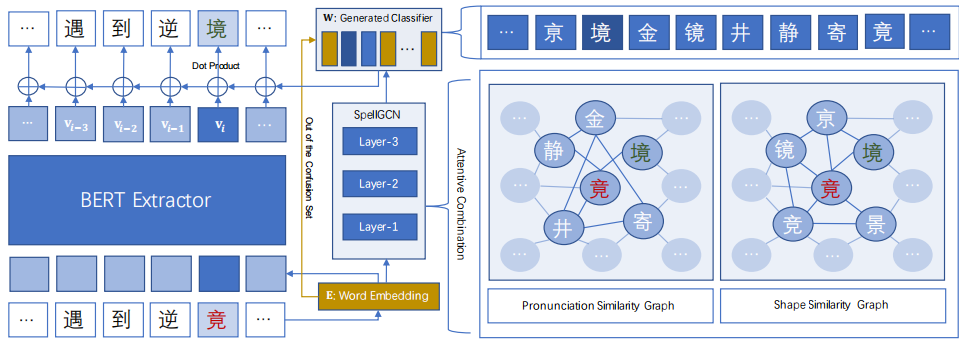 … 遇 到 逆 境 …
Dot Product
… v_{i-3} v_{i-2} v_{i-1} v_i …
BERT Extractor
… 遇 到 逆 竟 …
W: Generated Classifier
…
Out of the Confusion Set
SpellGCN
Layer-3
Layer-2
Layer-1
E: Word Embedding
Attentive Combination
… 京 境 金 镜 井 静 寄 竟 …
… 金 …
静 境
… 竟 …
井 寄
… … …
Pronunciation Similarity Graph
… 京 …
镜 境
… 竟 …
竞 景
… … …
Shape Similarity Graph